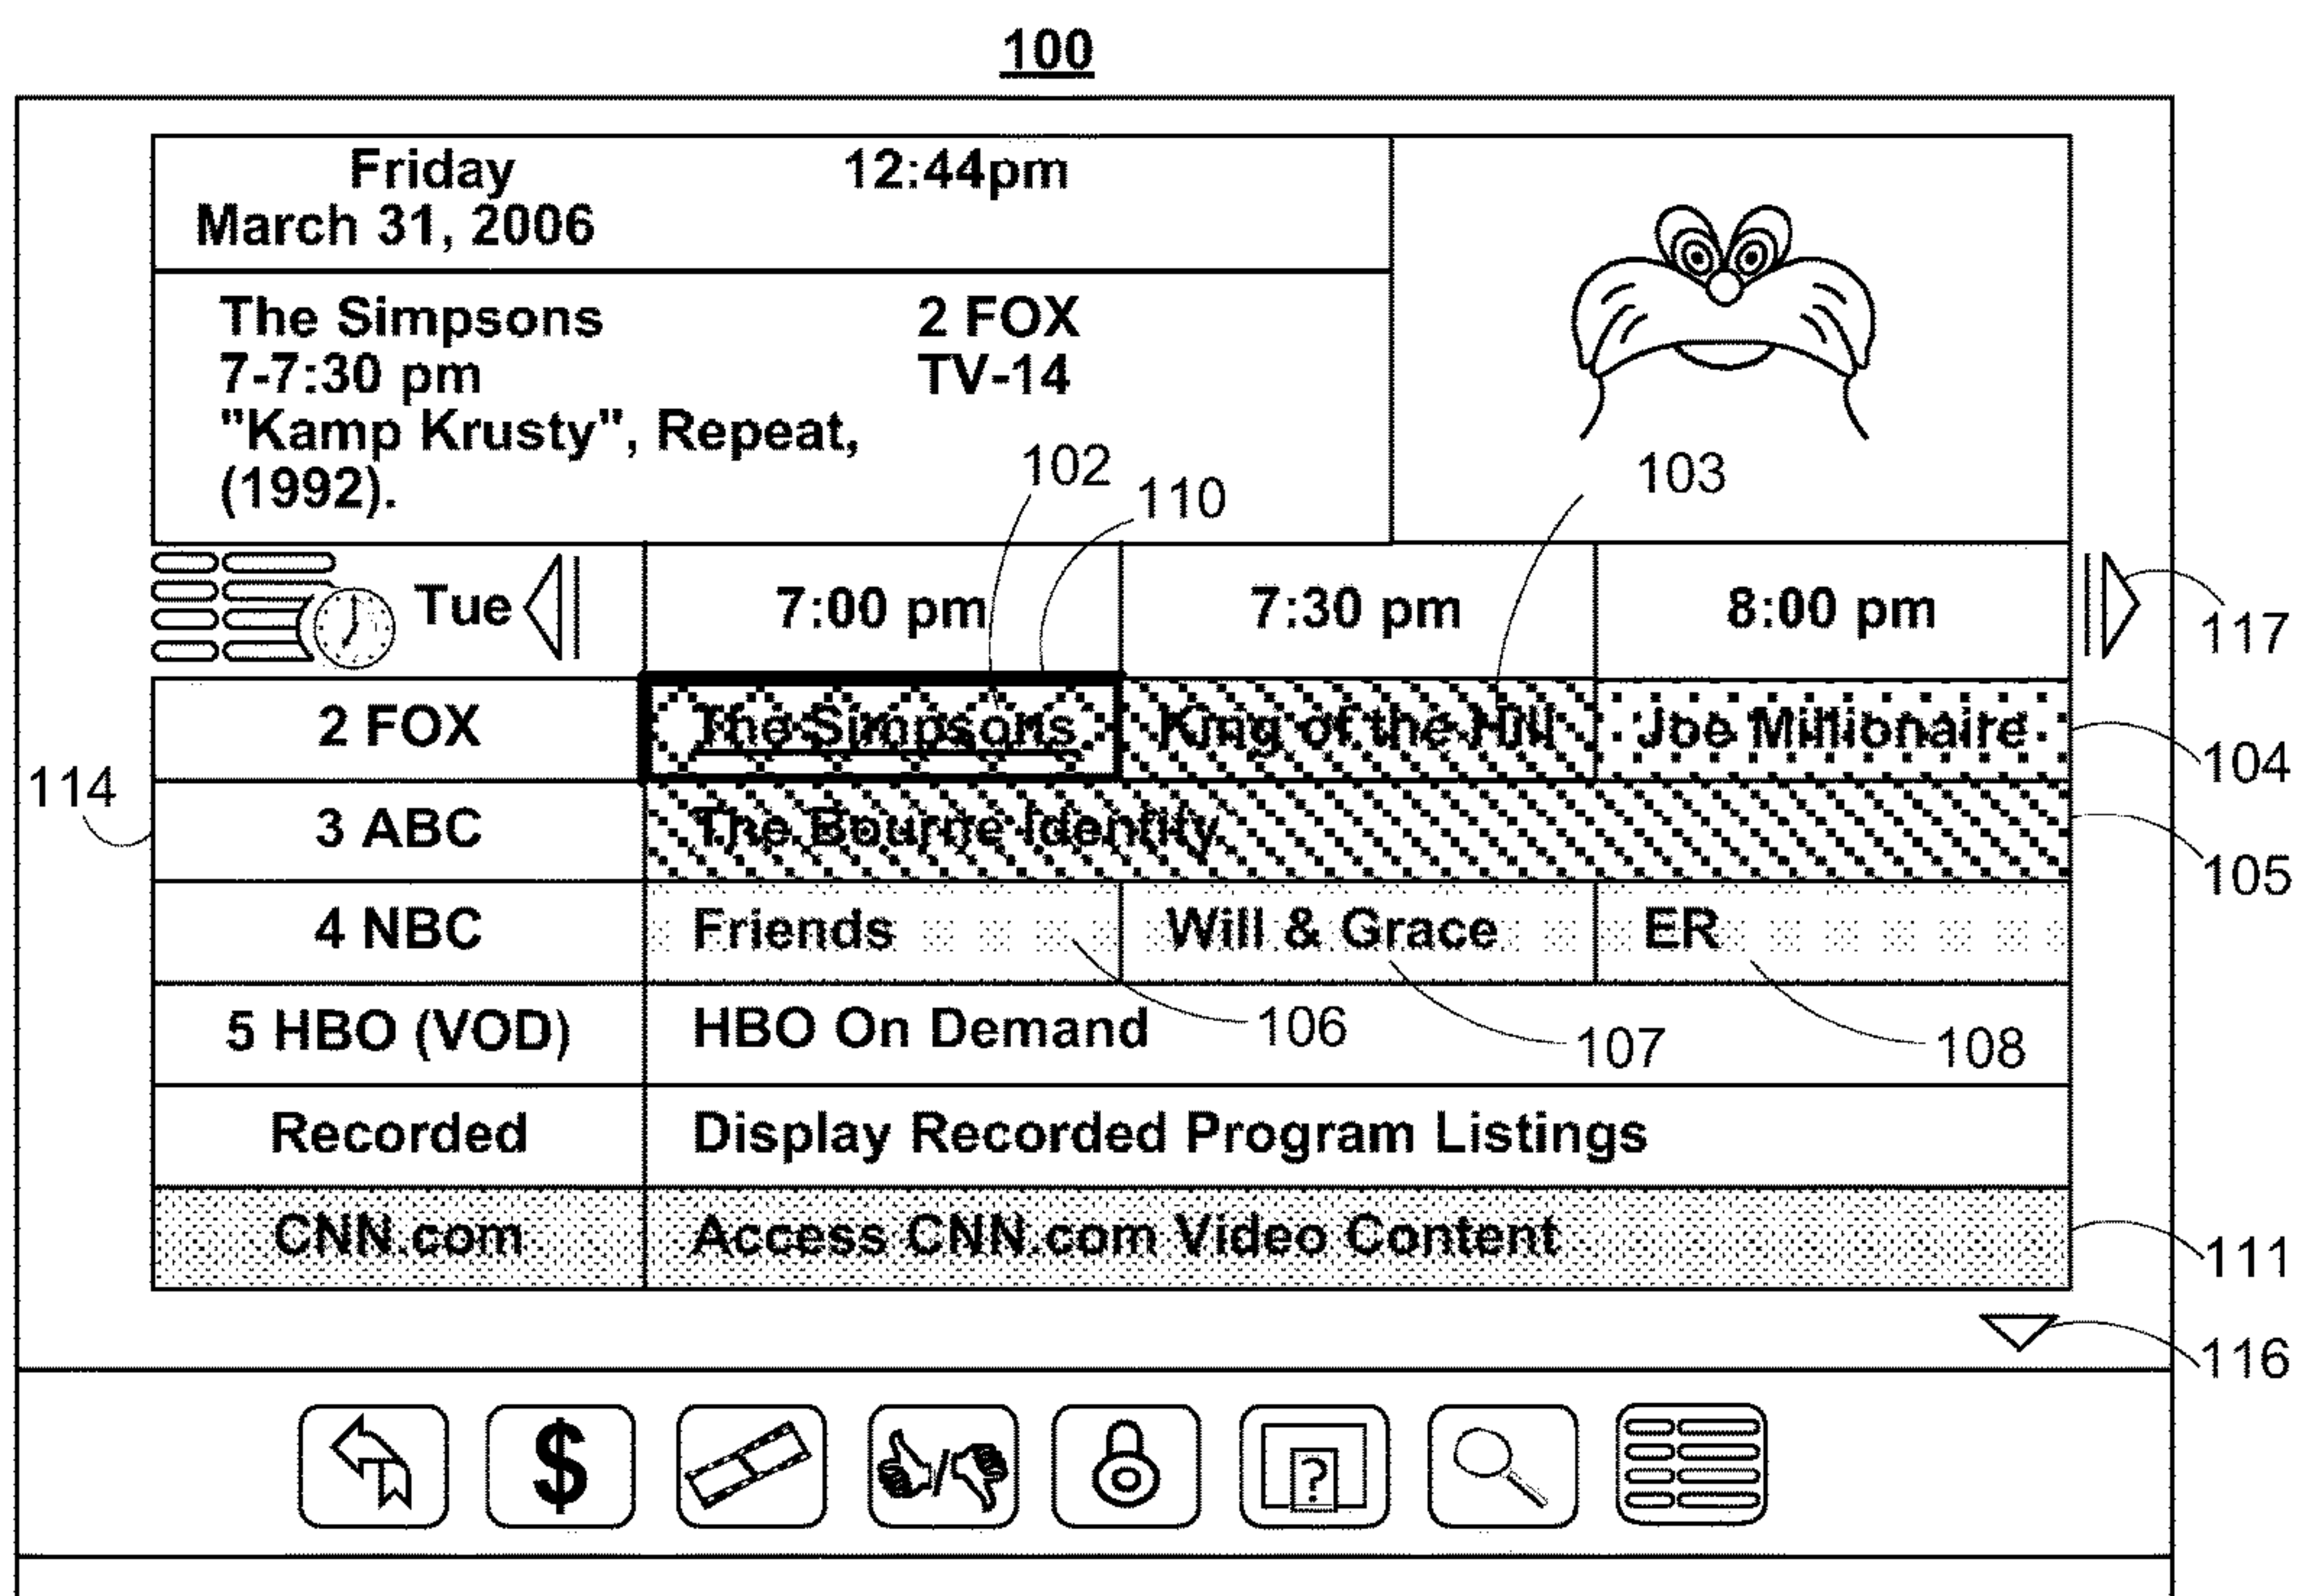 100
Friday 12:44pm
March 31, 2006
The Simpsons 2 FOX
7-7:30 pm TV-14
"Kamp Krusty", Repeat,
(1992).
102
110
103
Tue 7:00 pm 7:30 pm 8:00 pm
117
2 FOX The Simpsons King of the Hill Joe Millionaire
104
114
3 ABC The Bourne Identity
105
4 NBC Friends Will & Grace ER
5 HBO (VOD) HBO On Demand
106
107
108
Recorded Display Recorded Program Listings
CNN.com Access CNN.com Video Content
111
116
$ / ?